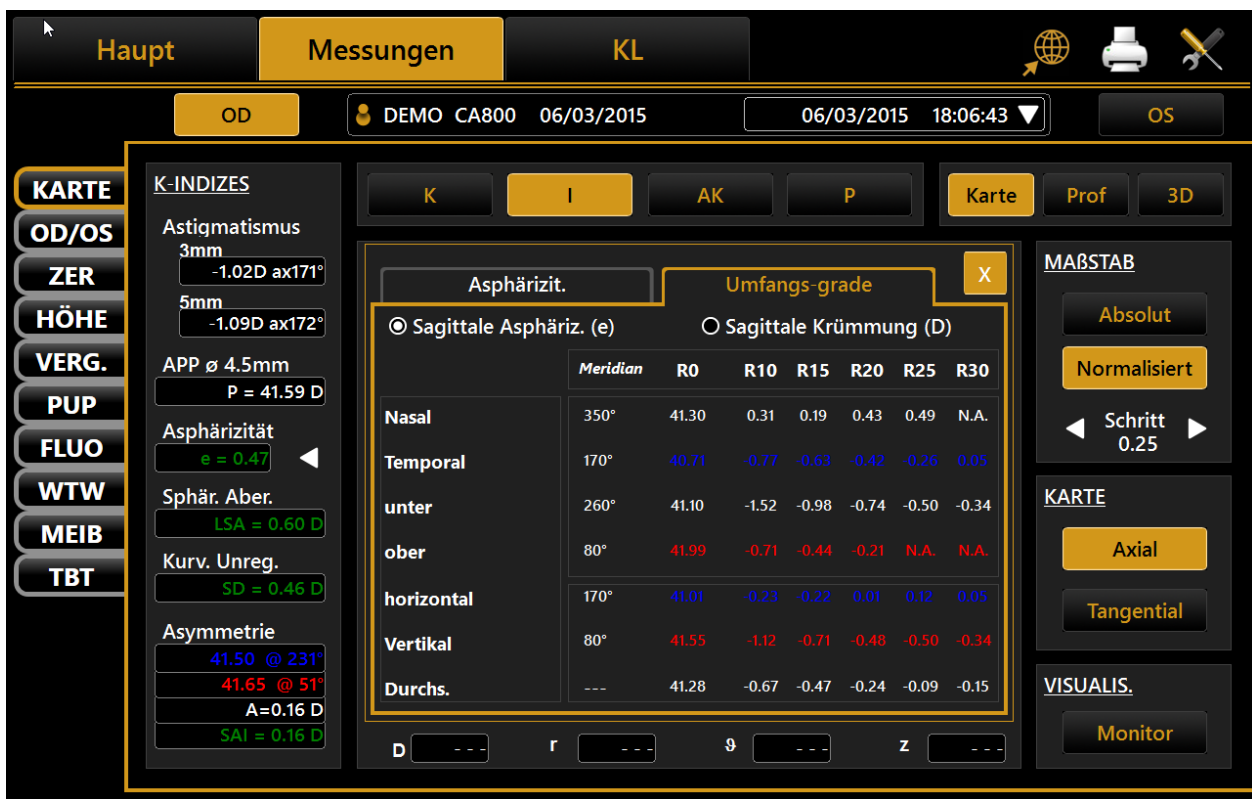 Haupt Messungen KL
OD DEMO CA800 06/03/2015 06/03/2015 18:06:43 OS
KARTE
OD/OS
ZER
HÖHE
VERG.
PUP
FLUO
WTW
MEIB
TBT
K-INDIZES
Astigmatismus
3mm
-1.02D ax171°
5mm
-1.09D ax172°
APP ø 4.5mm
P = 41.59 D
Asphärizität
e = 0.47
Sphär. Aber.
LSA = 0.60 D
Kurv. Unreg.
SD = 0.46 D
Asymmetrie
41.50 @ 231°
41.65 @ 51°
A=0.16 D
SAI = 0.16 D
K I AK P Karte Prof 3D
Asphärizit. Umfangs-grade X
Sagittale Asphäriz. (e) Sagittale Krümmung (D)
Meridian R0 R10 R15 R20 R25 R30
Nasal 350° 41.30 0.31 0.19 0.43 0.49 N.A.
Temporal 170° 40.71 -0.77 -0.63 -0.42 -0.26 0.05
unter 260° 41.10 -1.52 -0.98 -0.74 -0.50 -0.34
ober 80° 41.99 -0.71 -0.44 -0.21 N.A. N.A.
horizontal 170° 41.01 -0.23 -0.22 0.01 0.12 0.05
Vertikal 80° 41.55 -1.12 -0.71 -0.48 -0.50 -0.34
Durchs. --- 41.28 -0.67 -0.47 -0.24 -0.09 -0.15
D --- r --- ϑ --- z ---
MAßSTAB
Absolut
Normalisiert
Schritt
0.25
KARTE
Axial
Tangential
VISUALIS.
Monitor